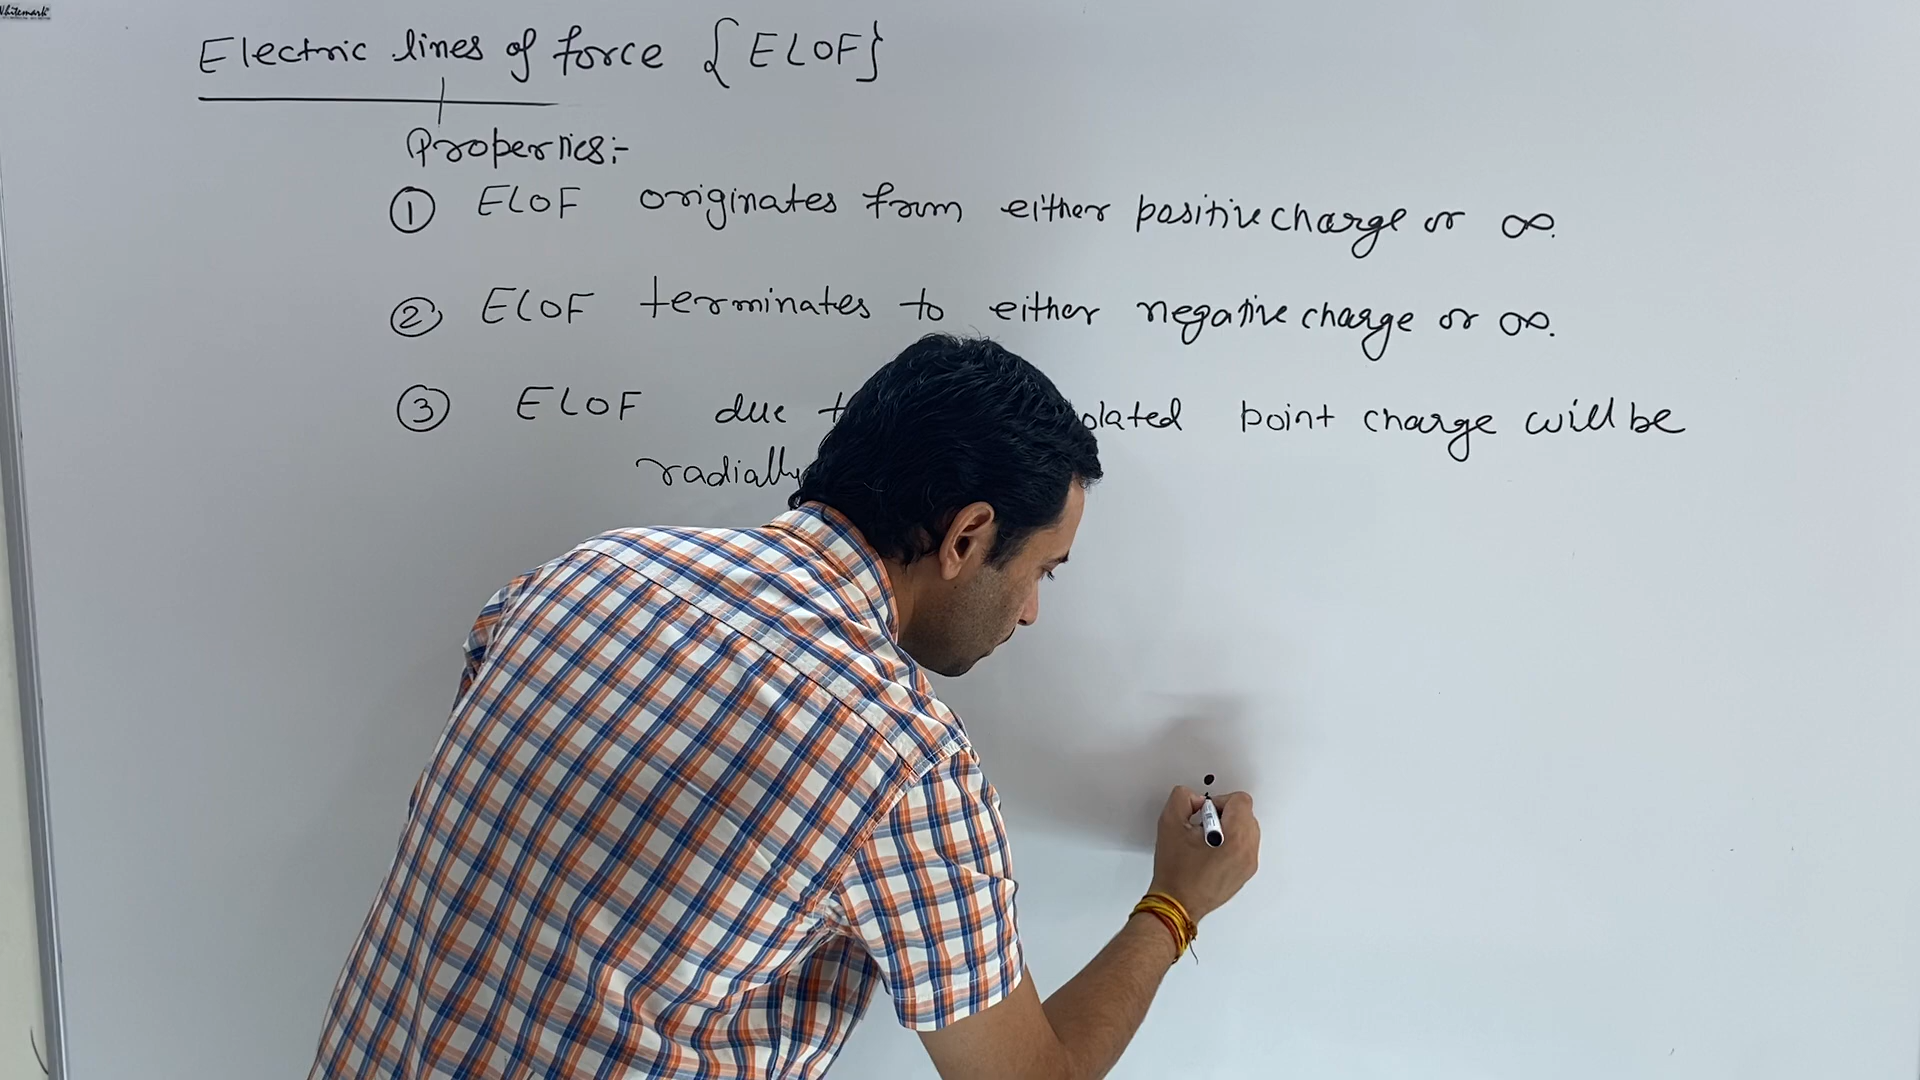 Whitemark
Electric lines of force {ELOF}
Properties:-
① ELOF originates from either positive charge or ∞.
② ELOF terminates to either negative charge or ∞.
③ ELOF due point charge will be
radially